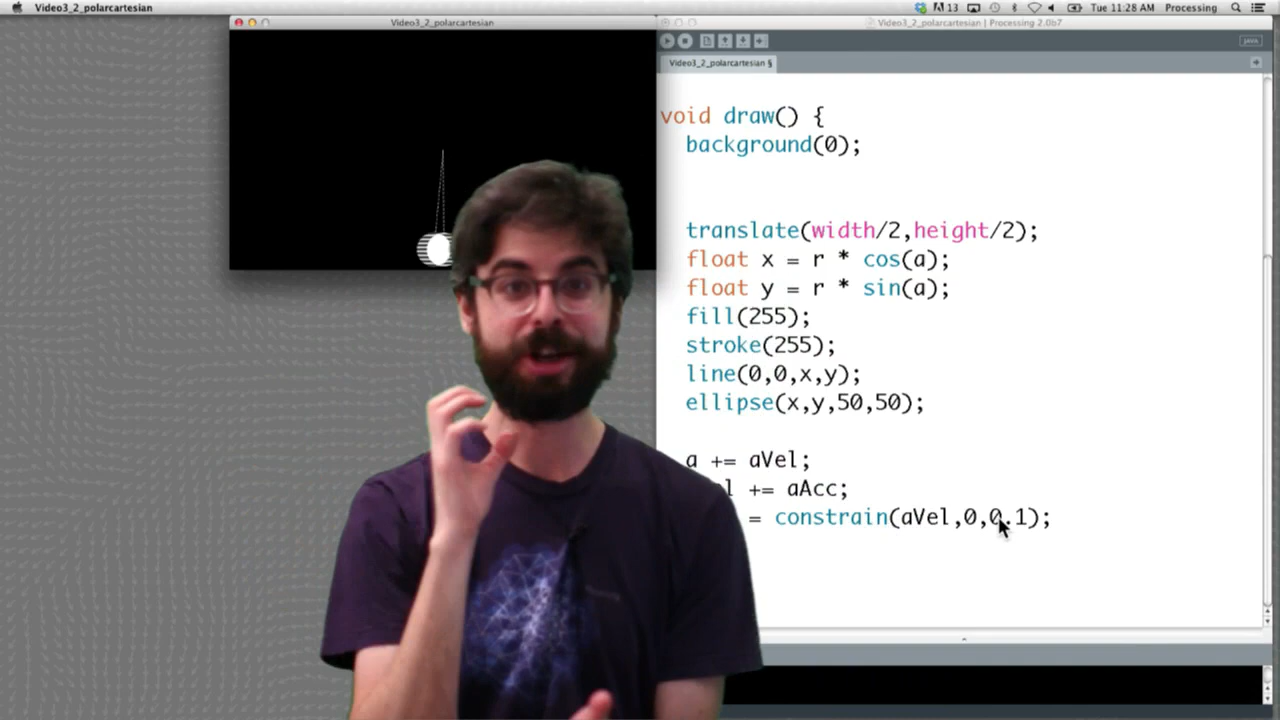 Video3_2_polarcartesian
13
Tue 11:28 AM Processing
Video3_2_polarcartesian
Video3_2_polarcartesian | Processing 2.0b7
java
Video3_2_polarcartesian §
void draw() {
background(0);
translate(width/2,height/2);
float x = r * cos(a);
float y = r * sin(a);
fill(255);
stroke(255);
line(0,0,x,y);
ellipse(x,y,50,50);
a += aVel;
l += aAcc;
= constrain(aVel,0,0.1);